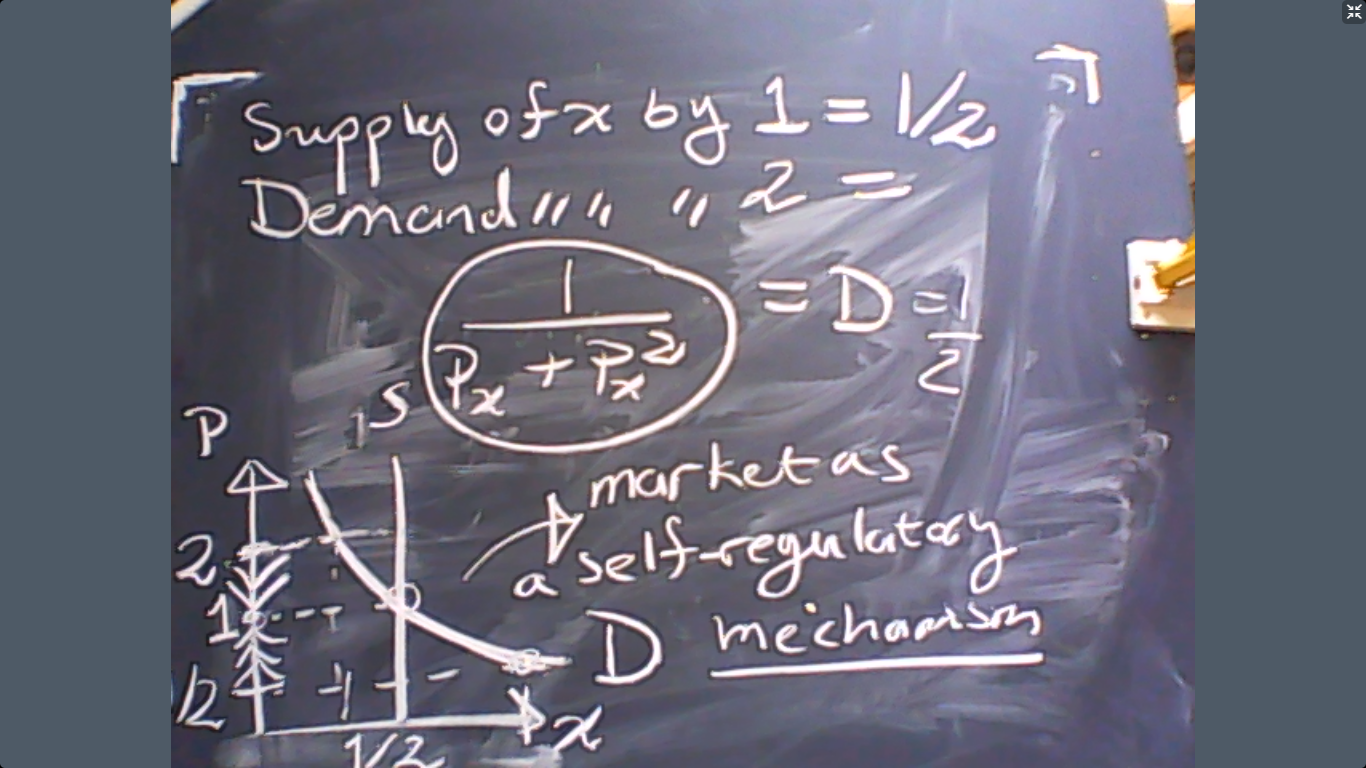 Supply of x by 1 = 1/2
Demand " " " 2 =
1/(Px + Px²) = D = 1/2
P
S
market as
a self-regulatory
mechanism
2
1
1/2
D
x
1/2